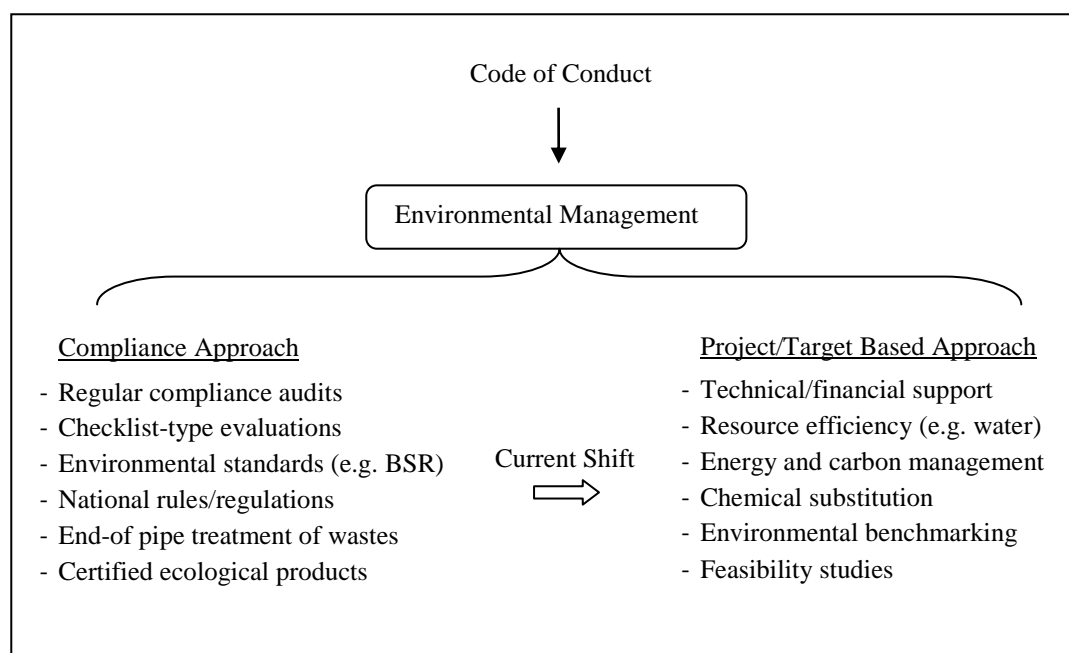 Code of Conduct
Environmental Management
Compliance Approach
- Regular compliance audits
- Checklist-type evaluations
- Environmental standards (e.g. BSR)
- National rules/regulations
- End-of pipe treatment of wastes
- Certified ecological products
Current Shift
Project/Target Based Approach
- Technical/financial support
- Resource efficiency (e.g. water)
- Energy and carbon management
- Chemical substitution
- Environmental benchmarking
- Feasibility studies